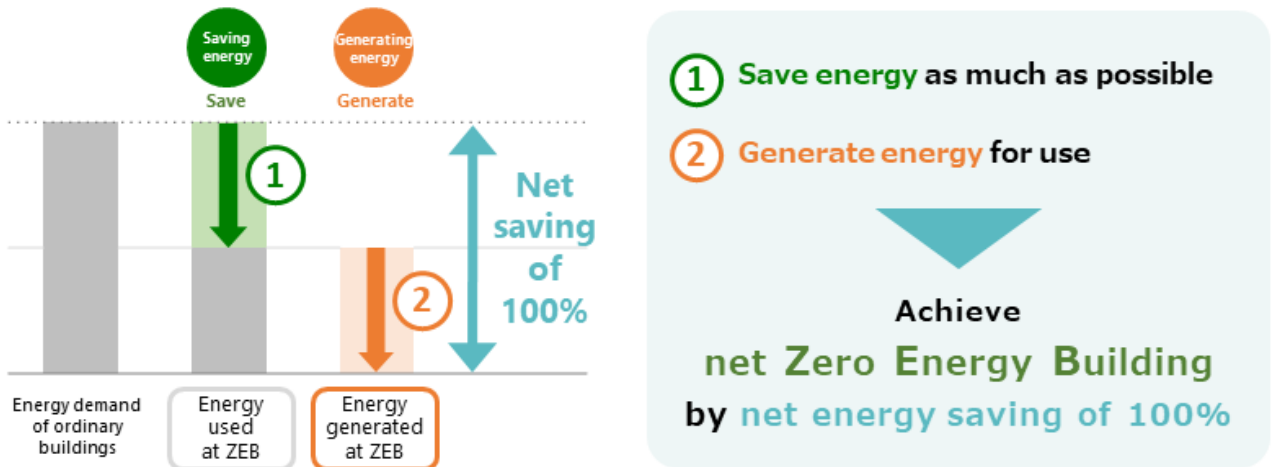 Saving
energy
Save
Generating
energy
Generate
1
2
Net
saving
of
100%
Energy demand
of ordinary
buildings
Energy
used
at ZEB
Energy
generated
at ZEB
1 Save energy as much as possible
2 Generate energy for use
Achieve
net Zero Energy Building
by net energy saving of 100%